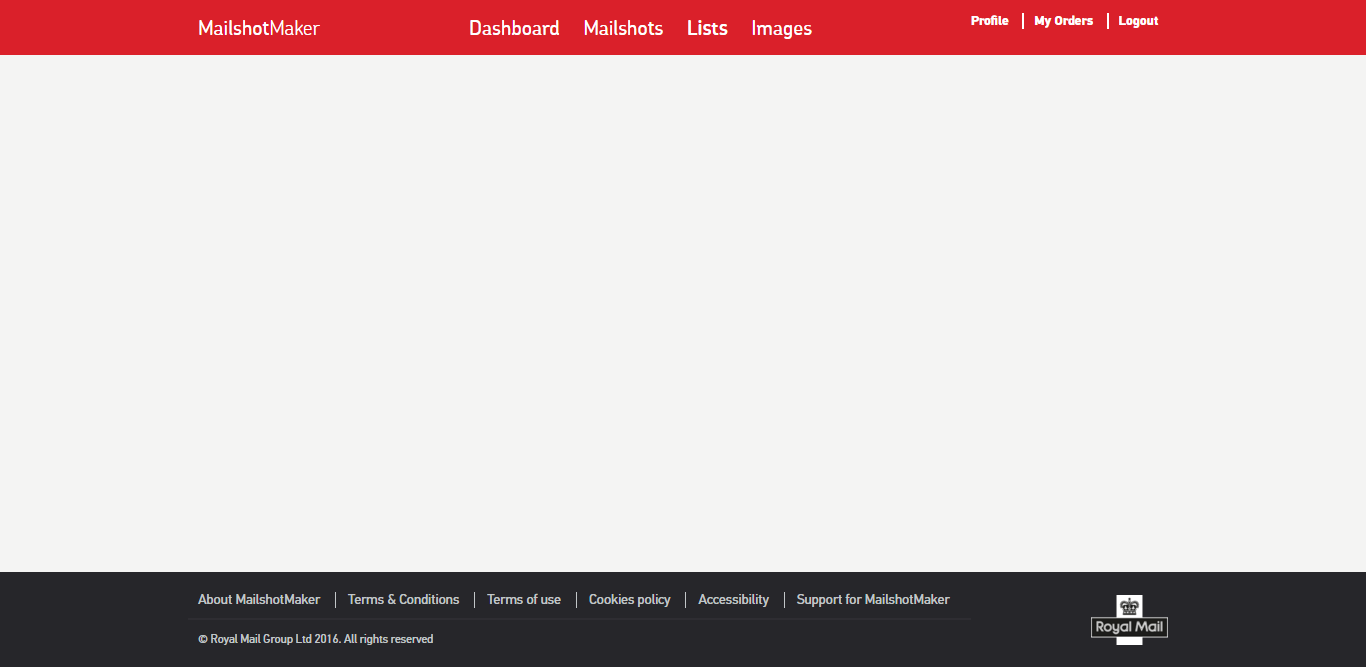 MailshotMaker
Dashboard Mailshots Lists Images
Profile My Orders Logout
About MailshotMaker Terms & Conditions Terms of use Cookies policy Accessibility Support for MailshotMaker
© Royal Mail Group Ltd 2016. All rights reserved
Royal Mail